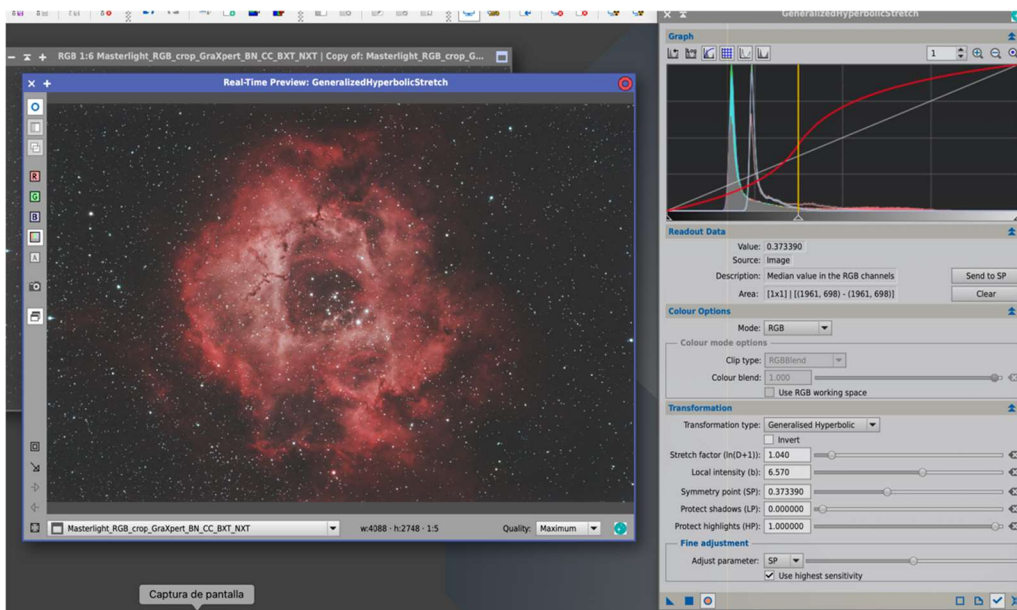 GeneralizedHyperbolicStretch
RGB 1:6 Masterlight_RGB_crop_GraXpert_BN_CC_BXT_NXT | Copy of: Masterlight_RGB_crop_G...
Real-Time Preview: GeneralizedHyperbolicStretch
R
G
B
A
Masterlight_RGB_crop_GraXpert_BN_CC_BXT_NXT
w:4088 · h:2748 · 1:5
Quality: Maximum
Captura de pantalla
Graph
1
Readout Data
Value: 0.373390
Source: Image
Description: Median value in the RGB channels
Send to SP
Area: [1x1] | [(1961, 698) - (1961, 698)]
Clear
Colour Options
Mode: RGB
Colour mode options
Clip type: RGBBlend
Colour blend: 1.000
Use RGB working space
Transformation
Transformation type: Generalised Hyperbolic
Invert
Stretch factor (ln(D+1)): 1.040
Local intensity (b): 6.570
Symmetry point (SP): 0.373390
Protect shadows (LP): 0.000000
Protect highlights (HP): 1.000000
Fine adjustment
Adjust parameter: SP
Use highest sensitivity